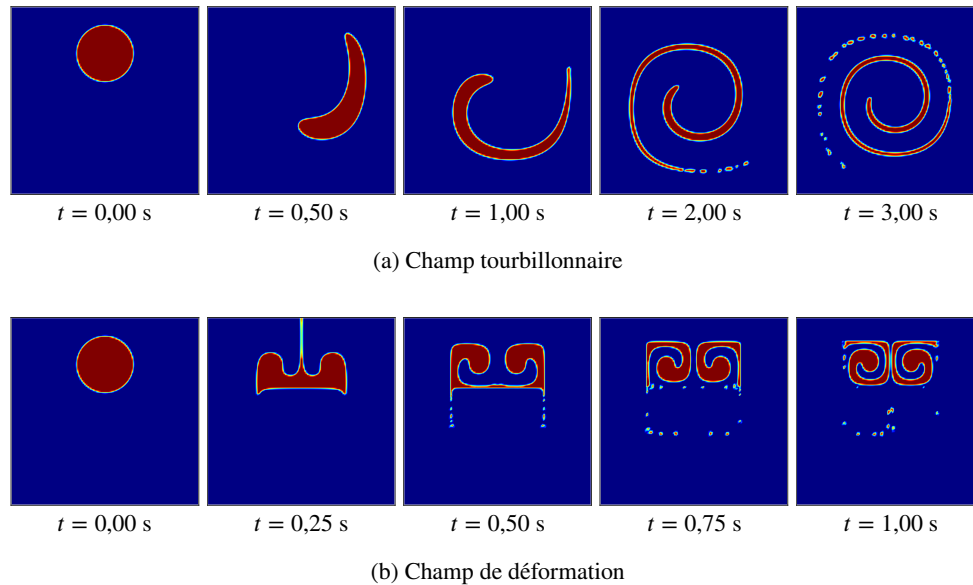 t = 0,00 s t = 0,50 s t = 1,00 s t = 2,00 s t = 3,00 s
(a) Champ tourbillonnaire
t = 0,00 s t = 0,25 s t = 0,50 s t = 0,75 s t = 1,00 s
(b) Champ de déformation